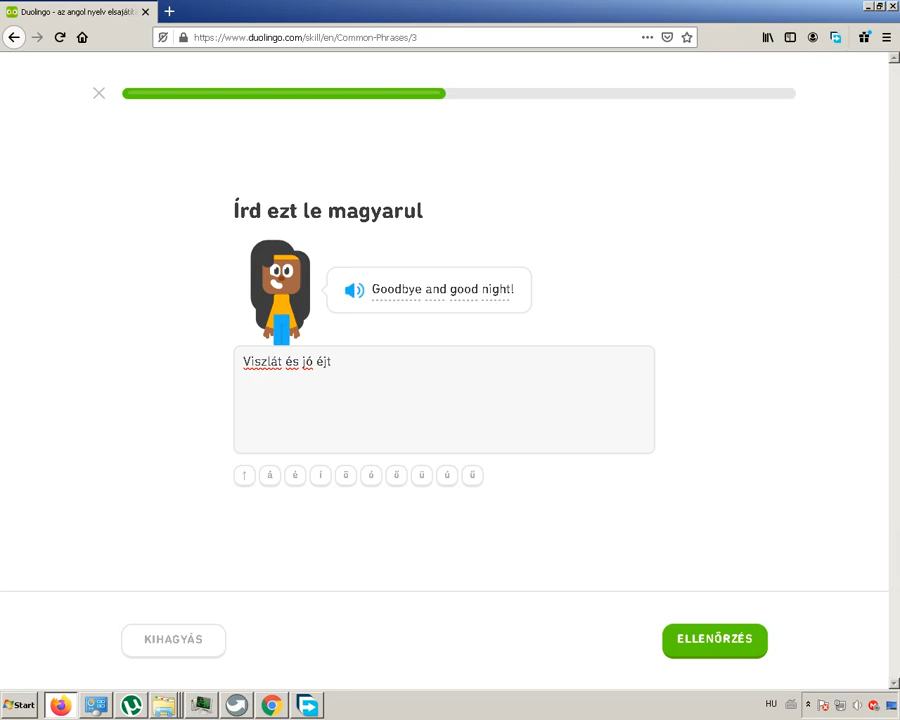 Duolingo - az angol nyelv elsajátít
https://www.duolingo.com/skill/en/Common-Phrases/3
Írd ezt le magyarul
Goodbye and good night!
Viszlát és jó éjt
↑ á é í ö ó ő ü ú ű
KIHAGYÁS
ELLENŐRZÉS
Start
HU